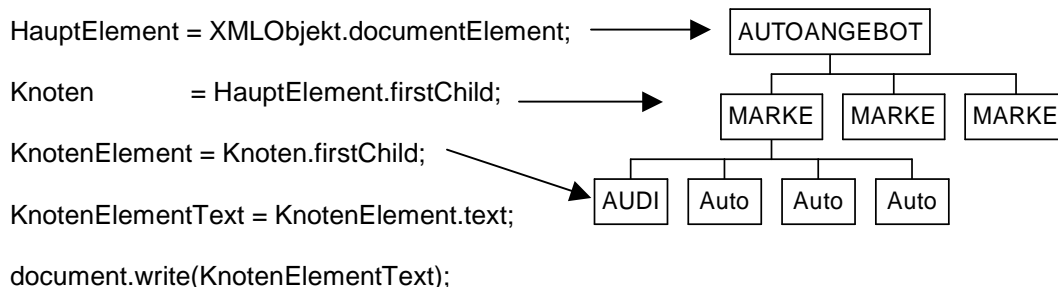 HauptElement = XMLObjekt.documentElement; AUTOANGEBOT
Knoten = HauptElement.firstChild; MARKE MARKE MARKE
KnotenElement = Knoten.firstChild;
AUDI Auto Auto Auto
KnotenElementText = KnotenElement.text;
document.write(KnotenElementText);